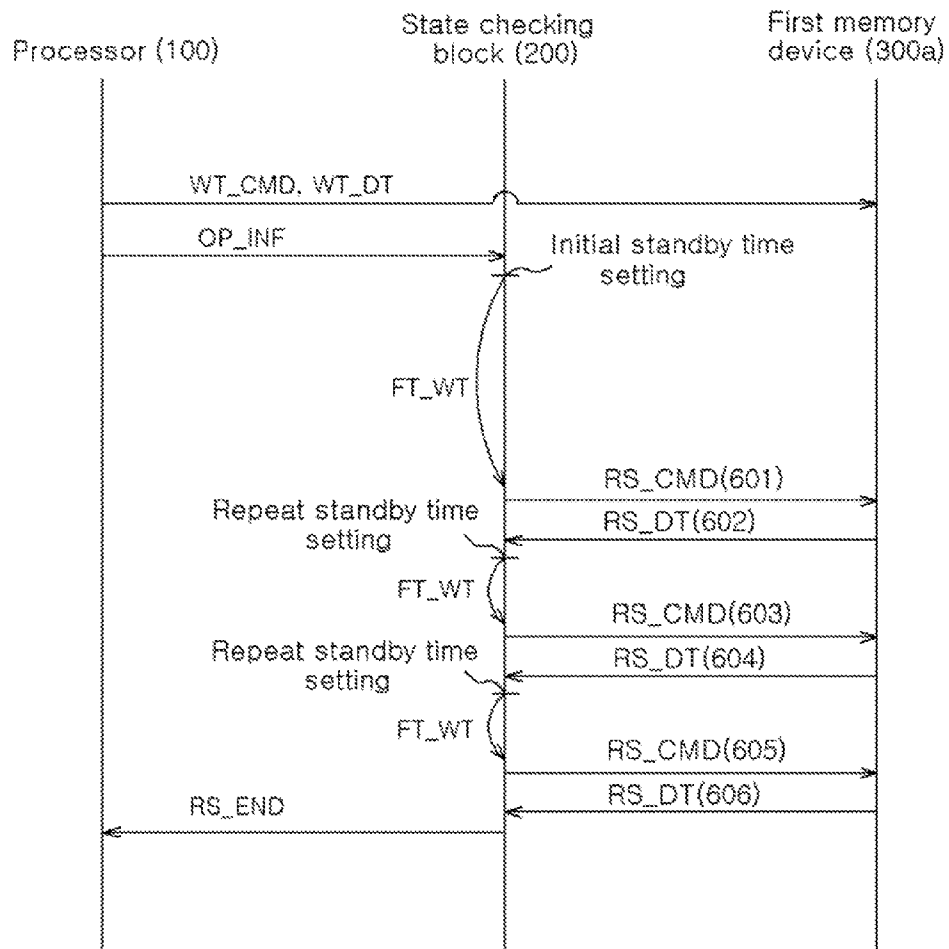 Processor (100)
State checking
block (200)
First memory
device (300a)
WT_CMD, WT_DT
OP_INF
Initial standby time
setting
FT_WT
RS_CMD(601)
Repeat standby time
setting
RS_DT(602)
FT_WT
RS_CMD(603)
Repeat standby time
setting
RS_DT(604)
FT_WT
RS_CMD(605)
RS_DT(606)
RS_END